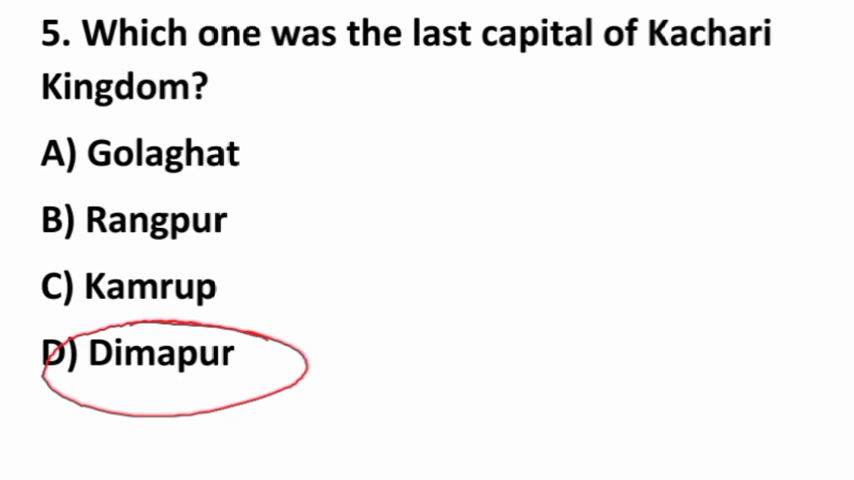 5. Which one was the last capital of Kachari
Kingdom?
A) Golaghat
B) Rangpur
C) Kamrup
D) Dimapur